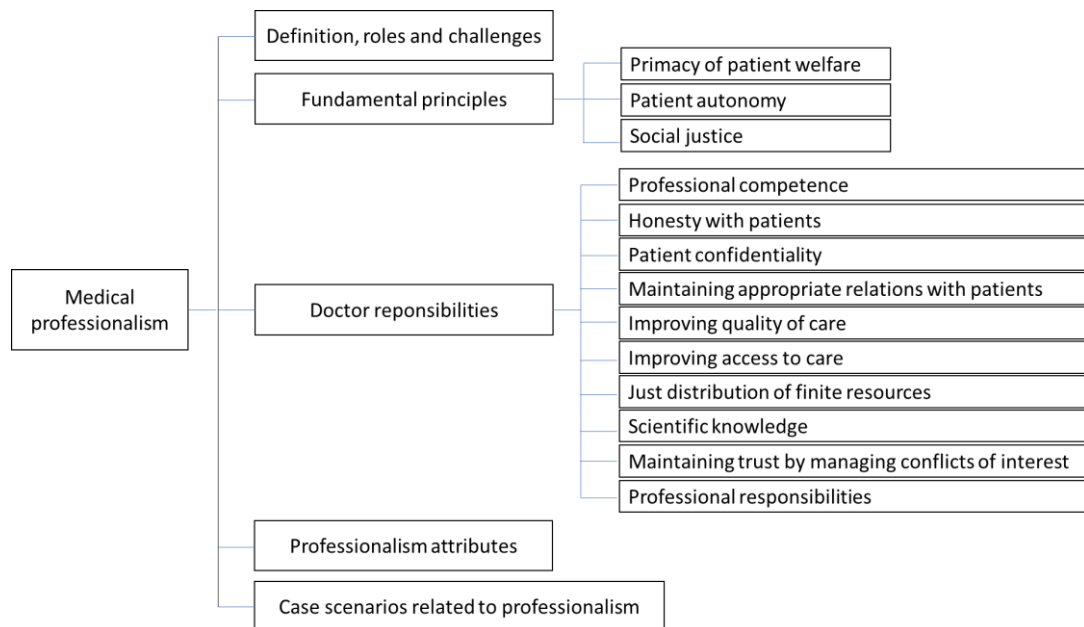 Definition, roles and challenges
Fundamental principles
Primacy of patient welfare
Patient autonomy
Social justice
Medical
professionalism
Doctor reponsibilities
Professional competence
Honesty with patients
Patient confidentiality
Maintaining appropriate relations with patients
Improving quality of care
Improving access to care
Just distribution of finite resources
Scientific knowledge
Maintaining trust by managing conflicts of interest
Professional responsibilities
Professionalism attributes
Case scenarios related to professionalism